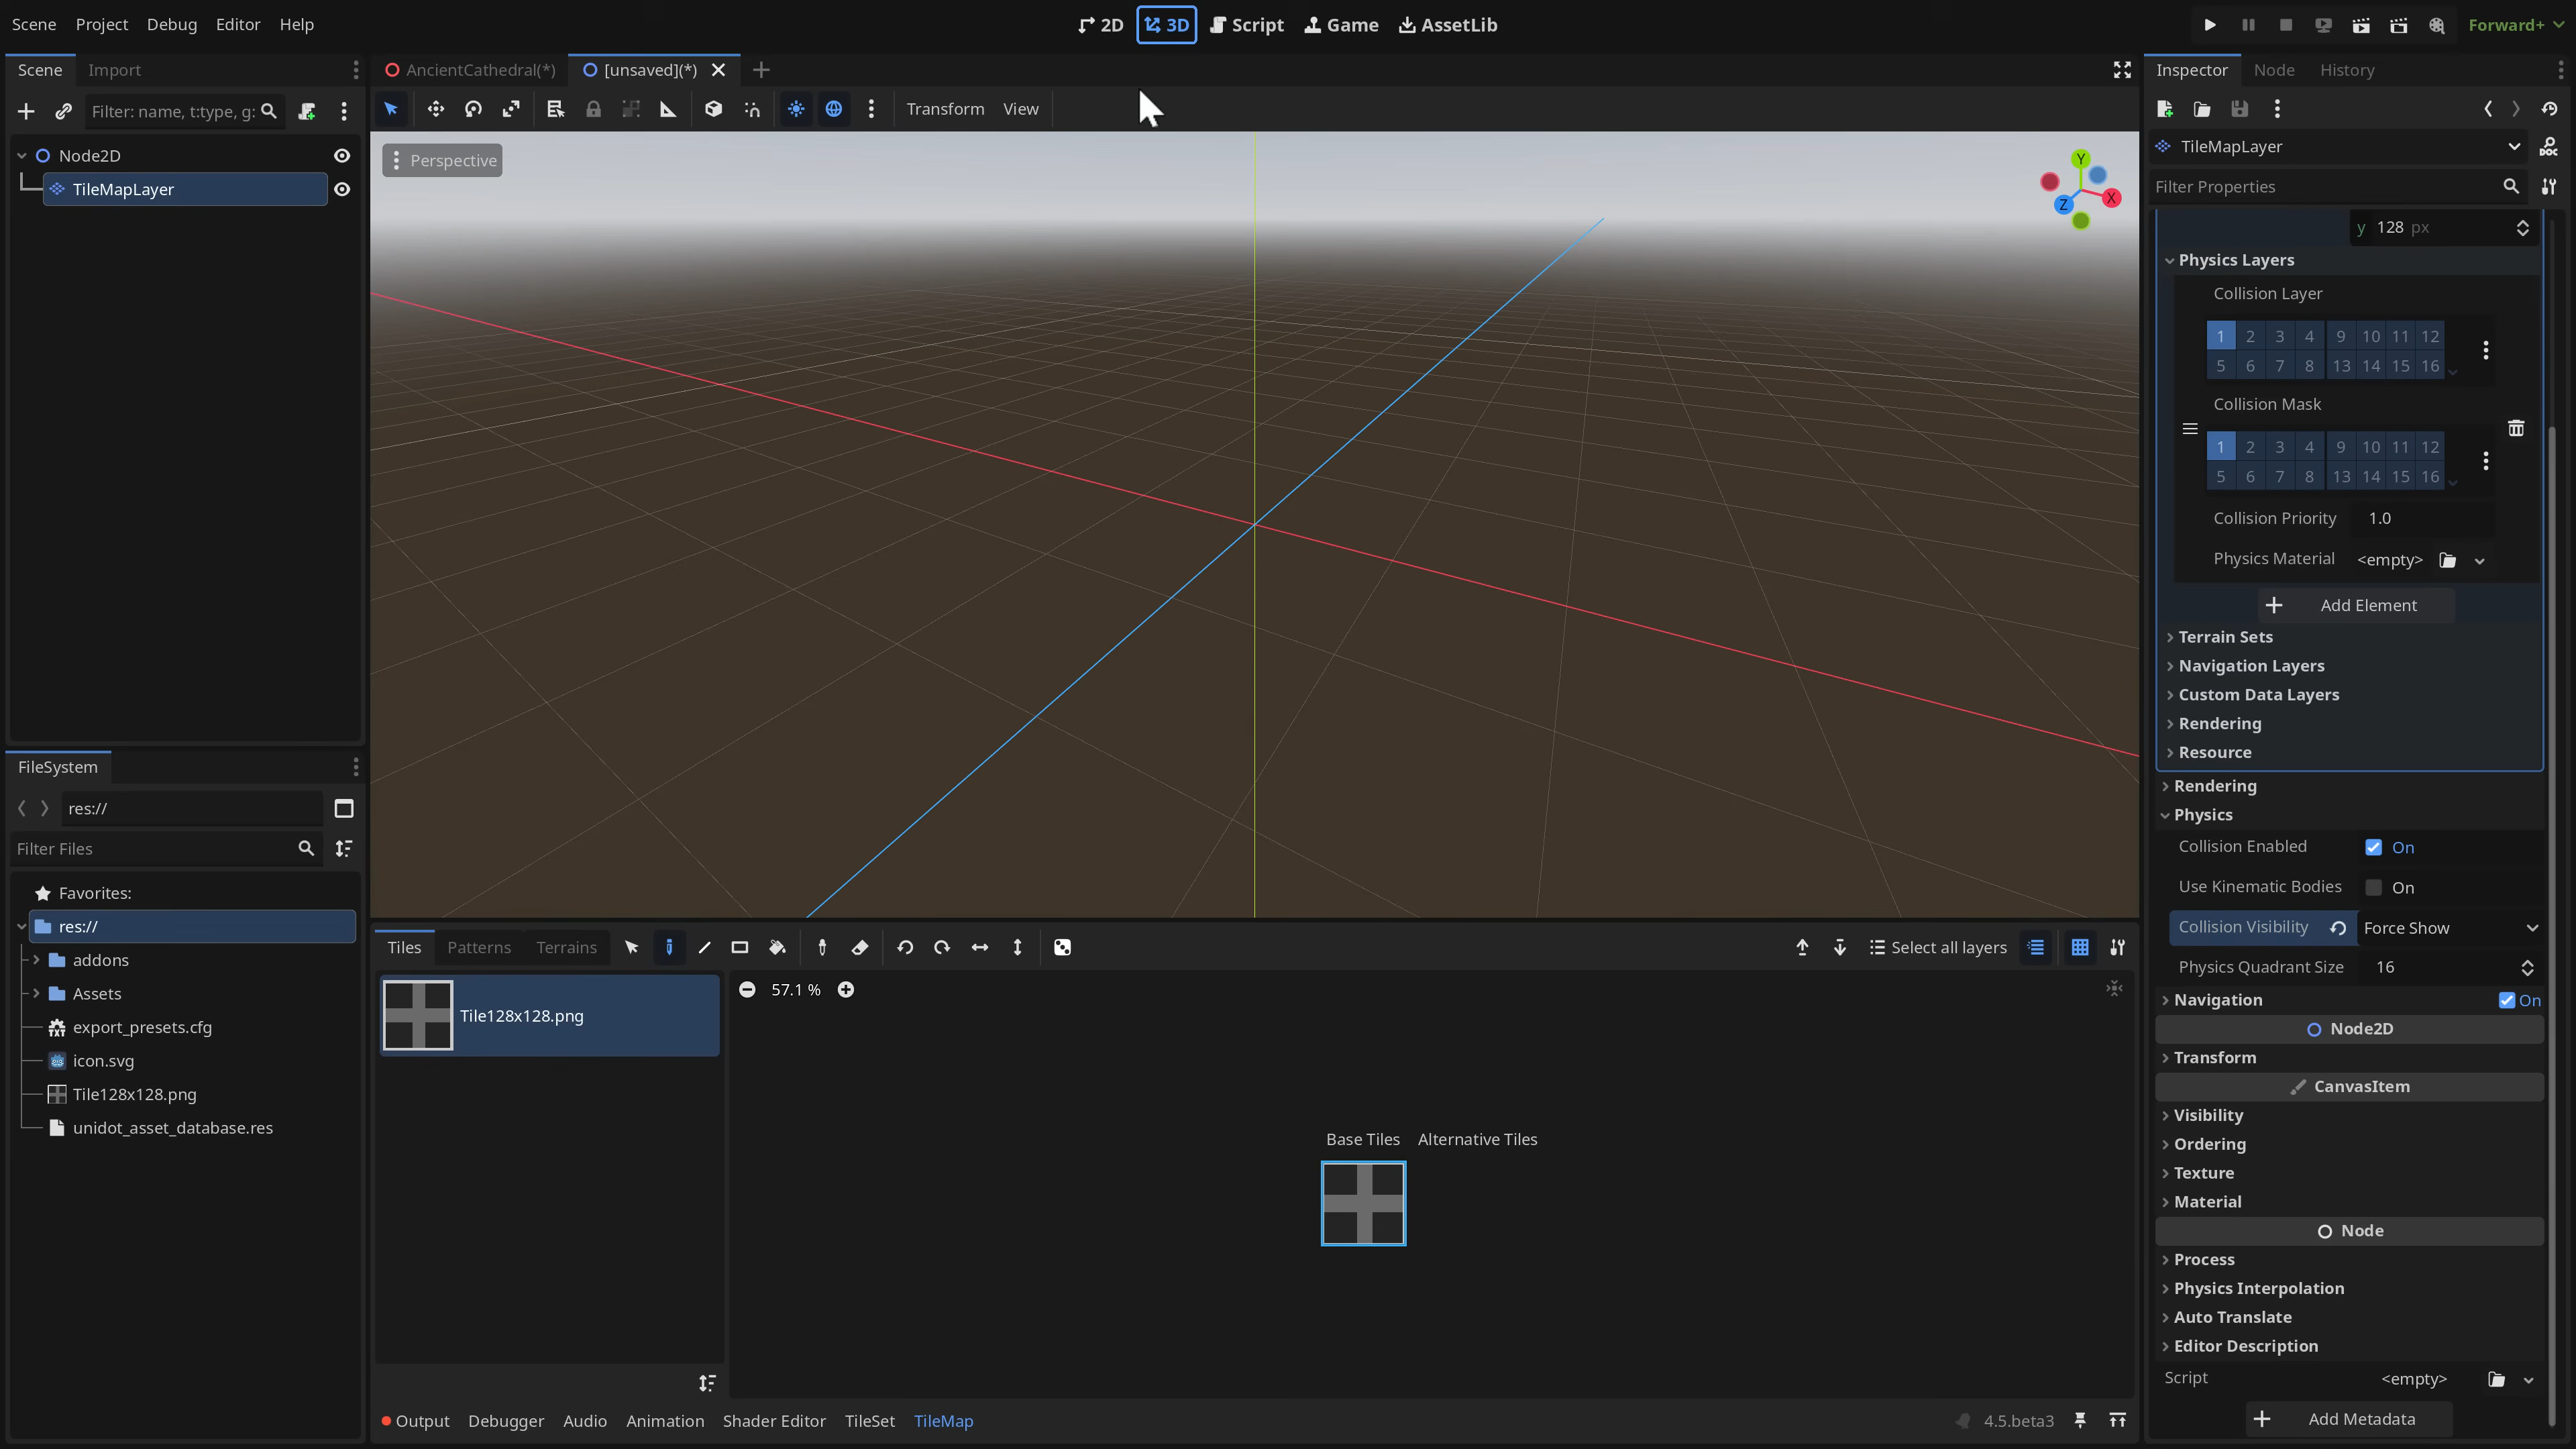 Scene Project Debug Editor Help
2D 3D Script Game AssetLib
Forward+
Scene Import
Filter: name, t:type, g:
Node2D
TileMapLayer
FileSystem
res://
Filter Files
Favorites:
res://
addons
Assets
export_presets.cfg
icon.svg
Tile128x128.png
unidot_asset_database.res
AncientCathedral(*) [unsaved](*)
Transform View
Perspective
Y
X
Z
Tiles Patterns Terrains
Select all layers
Tile128x128.png
57.1 %
Base Tiles Alternative Tiles
Output Debugger Audio Animation Shader Editor TileSet TileMap
4.5.beta3
Inspector Node History
TileMapLayer
Filter Properties
y 128 px
Physics Layers
Collision Layer
1 2 3 4 9 10 11 12
5 6 7 8 13 14 15 16
Collision Mask
1 2 3 4 9 10 11 12
5 6 7 8 13 14 15 16
Collision Priority 1.0
Physics Material <empty>
Add Element
Terrain Sets
Navigation Layers
Custom Data Layers
Rendering
Resource
Rendering
Physics
Collision Enabled On
Use Kinematic Bodies On
Collision Visibility Force Show
Physics Quadrant Size 16
Navigation On
Node2D
Transform
CanvasItem
Visibility
Ordering
Texture
Material
Node
Process
Physics Interpolation
Auto Translate
Editor Description
Script <empty>
Add Metadata